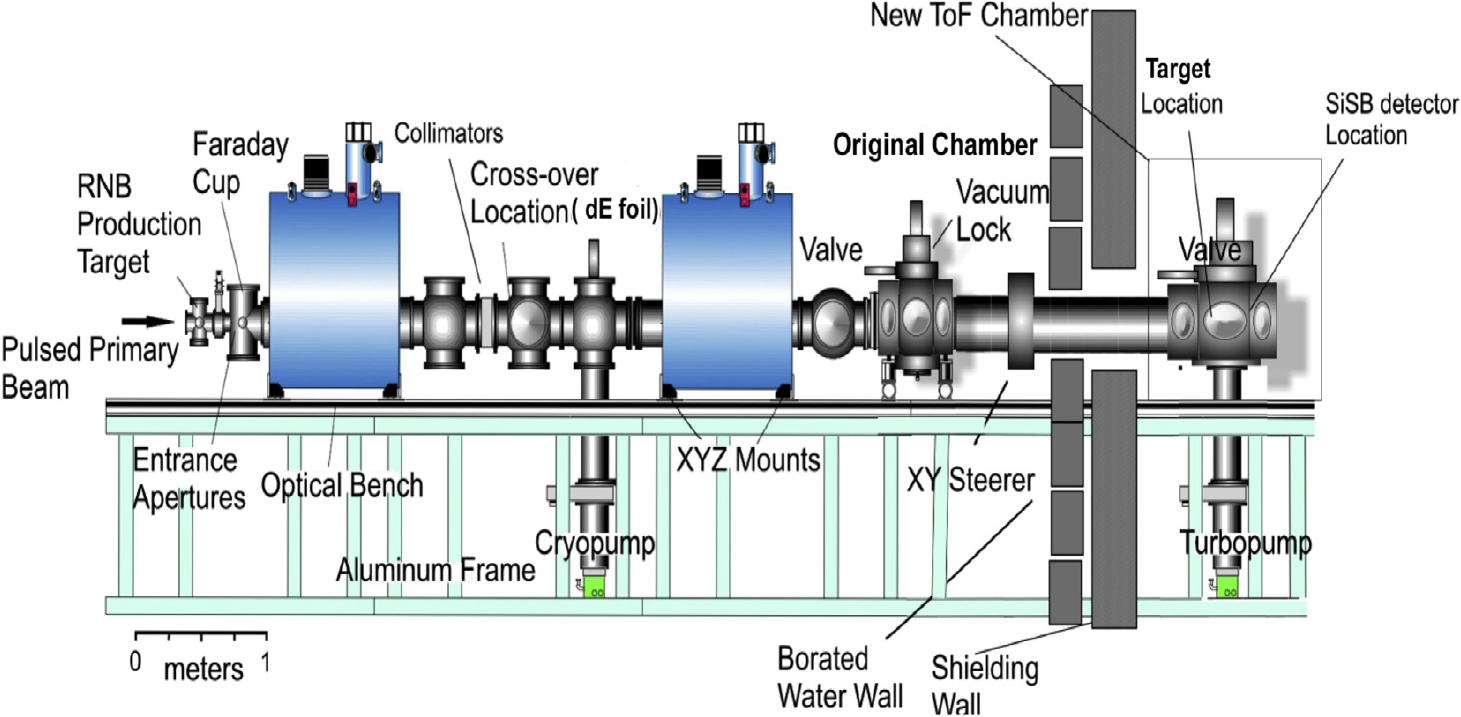 New ToF Chamber
Target
Location
SiSB detector
Location
Faraday
Cup
Collimators
Original Chamber
RNB
Production
Target
Cross-over
Location( dE foil)
Vacuum
Lock
Valve
Valve
Pulsed Primary
Beam
Entrance
Apertures
Optical Bench
XYZ Mounts
XY Steerer
Cryopump
Turbopump
Aluminum Frame
0 meters 1
Borated
Water Wall
Shielding
Wall